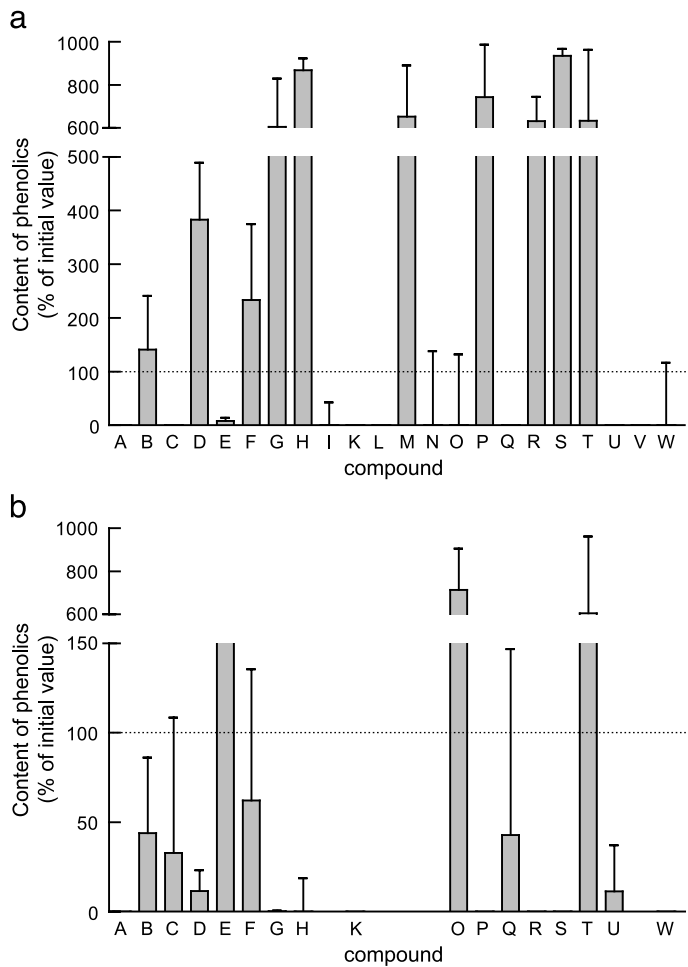 a
1000
800
600
500
400
300
200
100
0
Content of phenolics
(% of initial value)
A B C D E F G H I K L M N O P Q R S T U V W
compound
b
1000
800
600
150
100
50
0
Content of phenolics
(% of initial value)
A B C D E F G H K O P Q R S T U W
compound